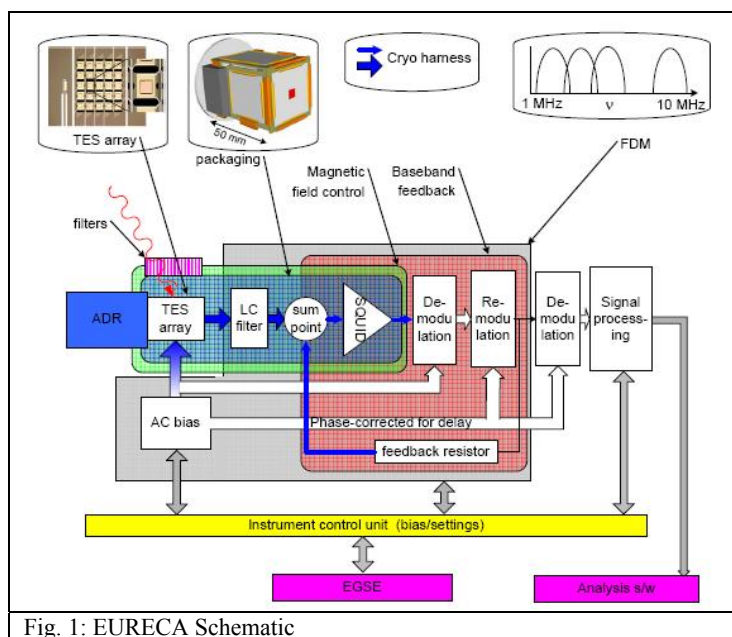 TES array
50 mm
packaging
Cryo harness
1 MHz
ν
10 MHz
FDM
Magnetic
field control
Baseband
feedback
filters
ADR
TES
array
LC
filter
sum
point
SQUID
De-
modu
lation
Re-
modu
lation
De-
modu
lation
Signal
process-
ing
AC bias
Phase-corrected for delay
feedback resistor
Instrument control unit  (bias/settings)
EGSE
Analysis s/w
Fig. 1: EURECA Schematic